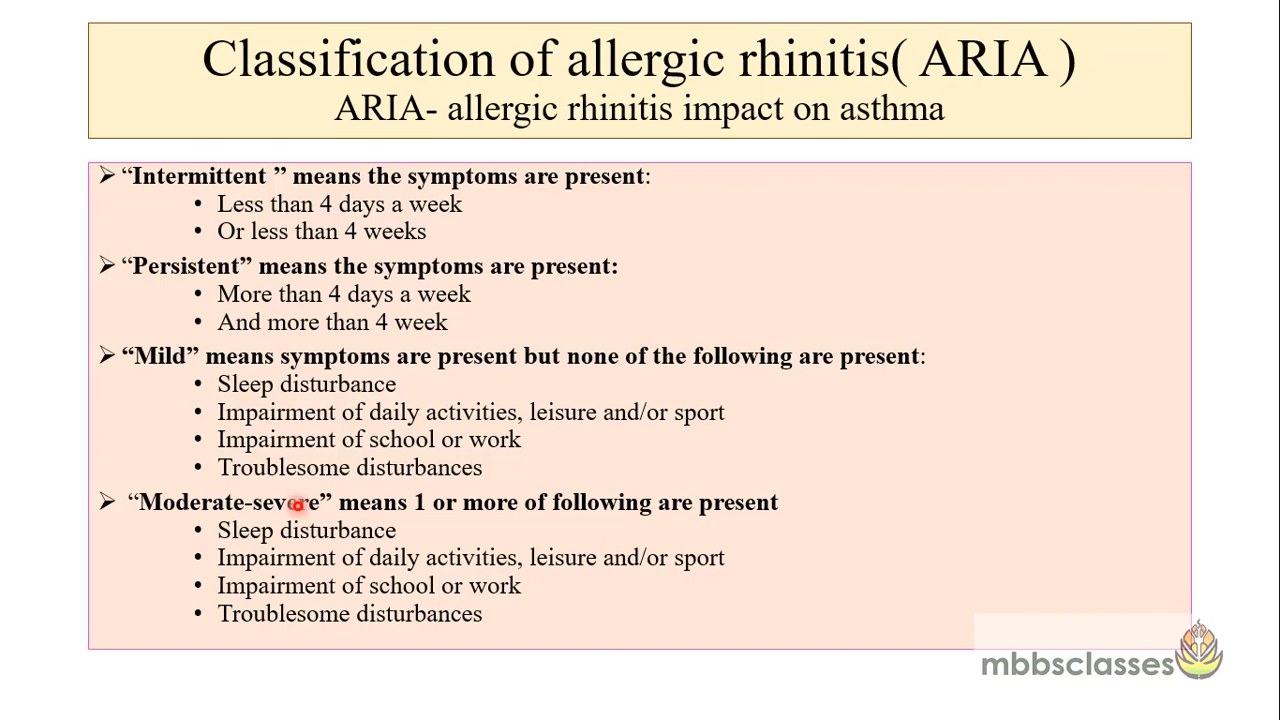 Classification of allergic rhinitis( ARIA )
ARIA- allergic rhinitis impact on asthma
➢ “Intermittent ” means the symptoms are present:
• Less than 4 days a week
• Or less than 4 weeks
➢ “Persistent” means the symptoms are present:
• More than 4 days a week
• And more than 4 week
➢ “Mild” means symptoms are present but none of the following are present:
• Sleep disturbance
• Impairment of daily activities, leisure and/or sport
• Impairment of school or work
• Troublesome disturbances
➢ “Moderate-severe” means 1 or more of following are present
• Sleep disturbance
• Impairment of daily activities, leisure and/or sport
• Impairment of school or work
• Troublesome disturbances
mbbsclasses